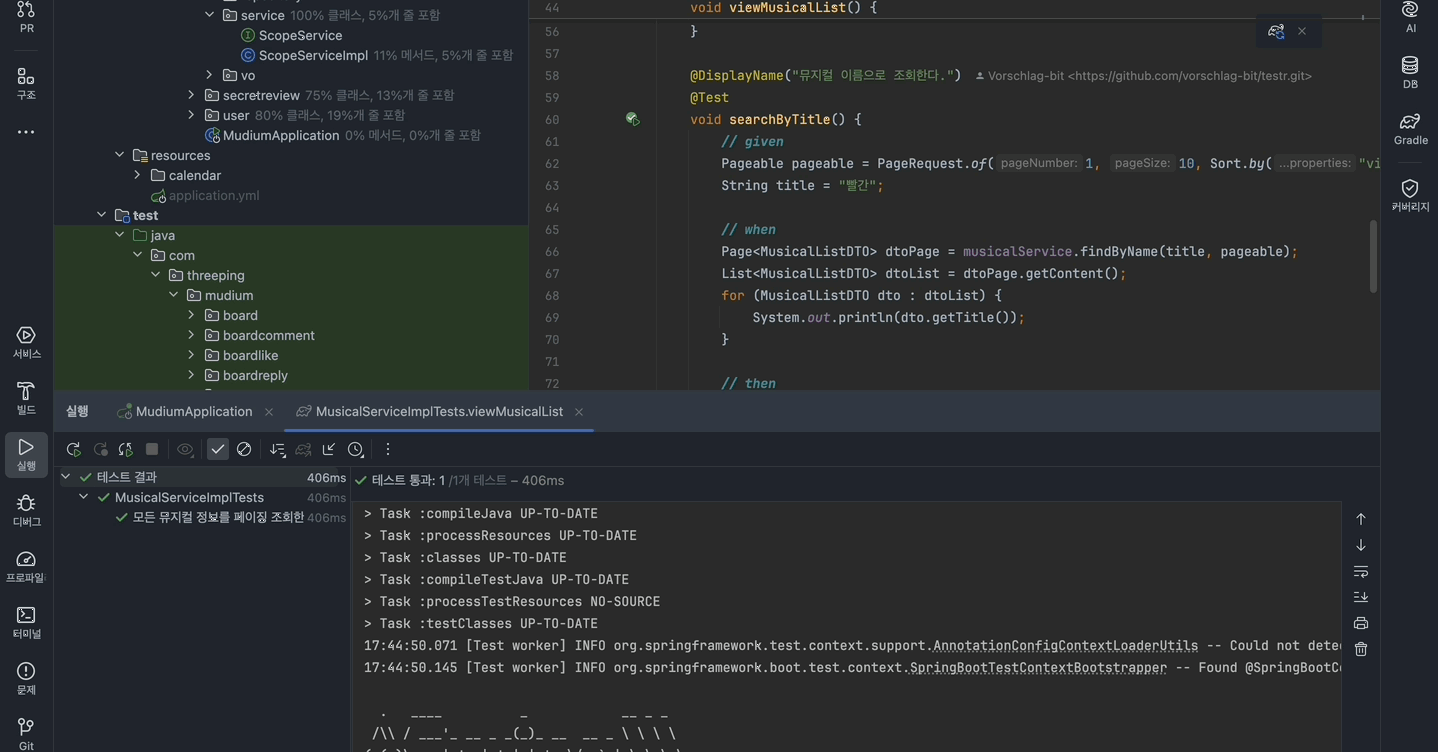 PR
구조
서비스
빌드
실행
디버그
프로파일
터미널
문제
Git
service 100% 클래스, 5%개 줄 포함
ScopeService
ScopeServiceImpl 11% 메서드, 5%개 줄 포함
vo
secretreview 75% 클래스, 13%개 줄 포함
user 80% 클래스, 19%개 줄 포함
MudiumApplication 0% 메서드, 0%개 줄 포함
resources
calendar
application.yml
test
java
com
threeping
mudium
board
boardcomment
boardlike
boardreply
44 void viewMusicalList() {
56 }
57
58 @DisplayName("뮤지컬 이름으로 조회한다.") Vorschlag-bit <https://github.com/vorschlag-bit/testr.git>
59 @Test
60 void searchByTitle() {
61 // given
62 Pageable pageable = PageRequest.of( pageNumber: 1, pageSize: 10, Sort.by( ...properties: "vi
63 String title = "빨간";
64
65 // when
66 Page<MusicalListDTO> dtoPage = musicalService.findByName(title, pageable);
67 List<MusicalListDTO> dtoList = dtoPage.getContent();
68 for (MusicalListDTO dto : dtoList) {
69 System.out.println(dto.getTitle());
70 }
71
72 // then
AI
DB
Gradle
커버리지
실행 MudiumApplication MusicalServiceImplTests.viewMusicalList
테스트 결과 406ms
MusicalServiceImplTests 406ms
모든 뮤지컬 정보를 페이징 조회한 406ms
테스트 통과: 1 /1개 테스트 – 406ms
> Task :compileJava UP-TO-DATE
> Task :processResources UP-TO-DATE
> Task :classes UP-TO-DATE
> Task :compileTestJava UP-TO-DATE
> Task :processTestResources NO-SOURCE
> Task :testClasses UP-TO-DATE
17:44:50.071 [Test worker] INFO org.springframework.test.context.support.AnnotationConfigContextLoaderUtils -- Could not dete
17:44:50.145 [Test worker] INFO org.springframework.boot.test.context.SpringBootTestContextBootstrapper -- Found @SpringBootCo